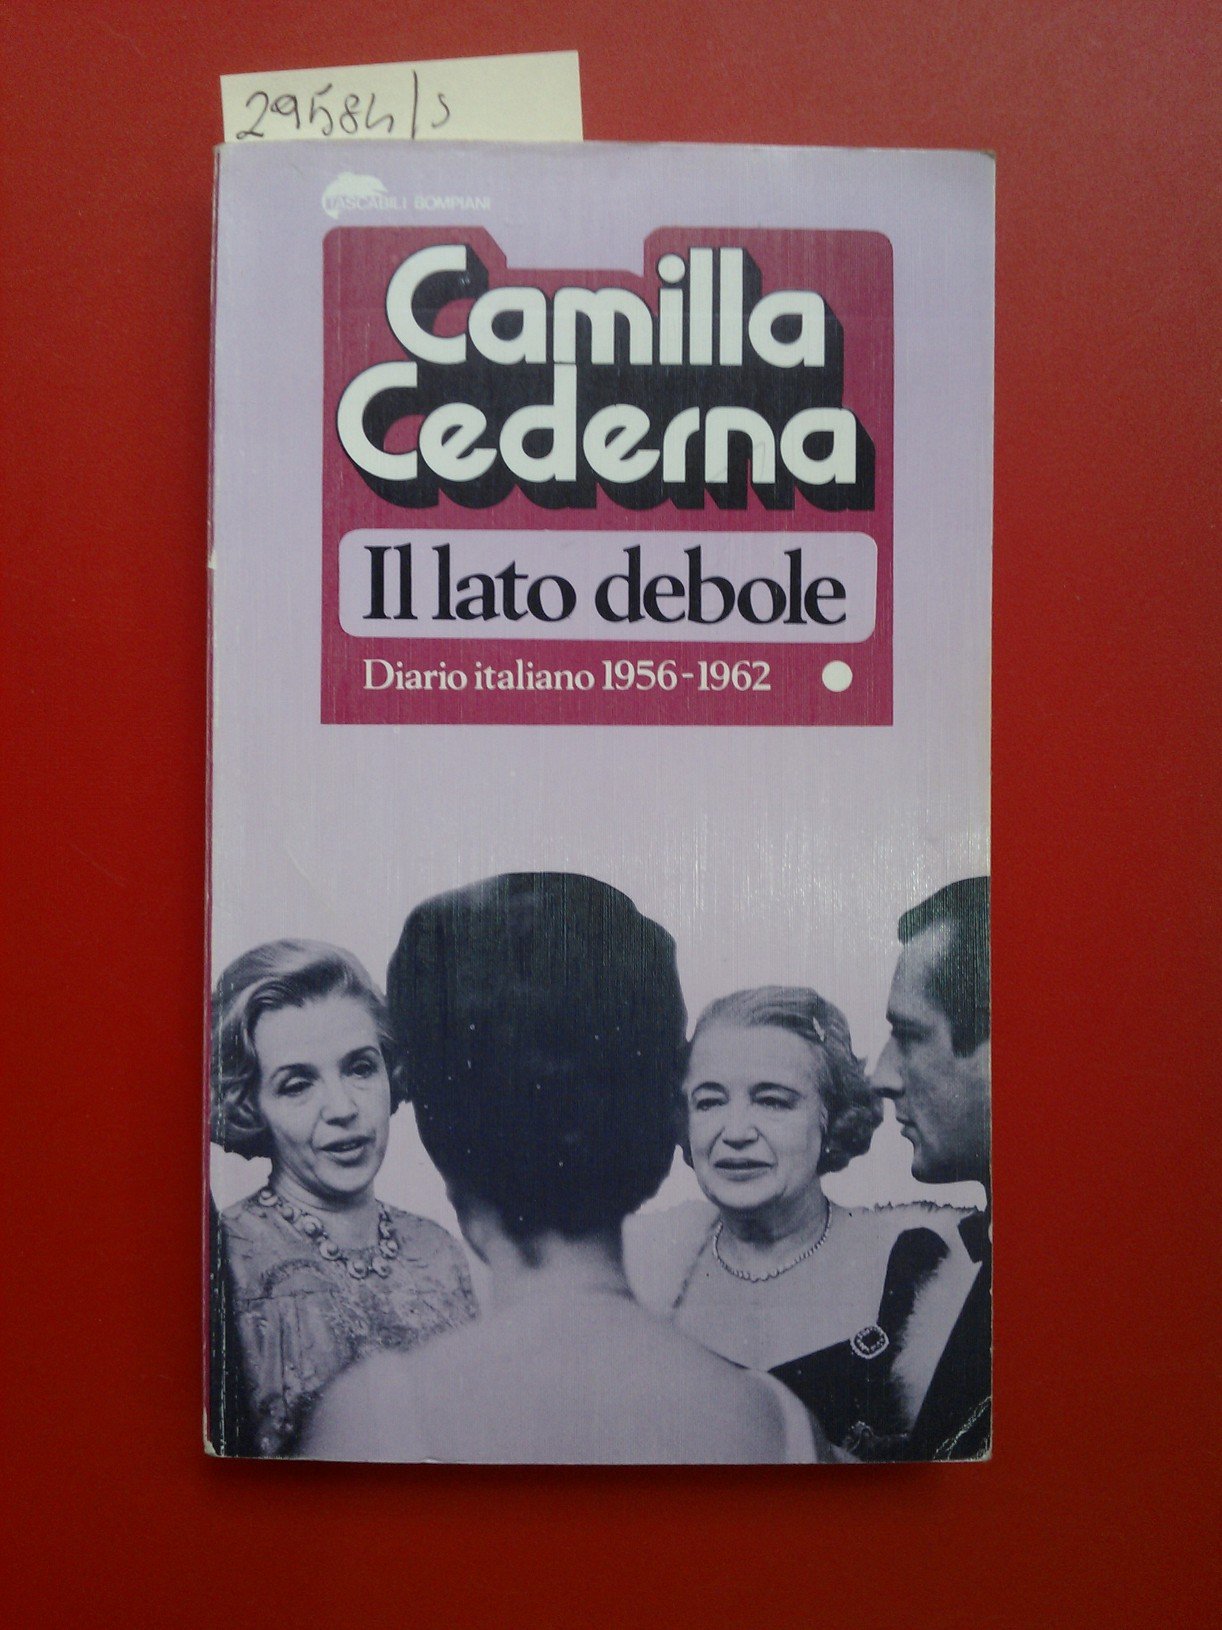 29584/s
TASCABILI BOMPIANI
Camilla
Cederna
Il lato debole
Diario italiano 1956-1962